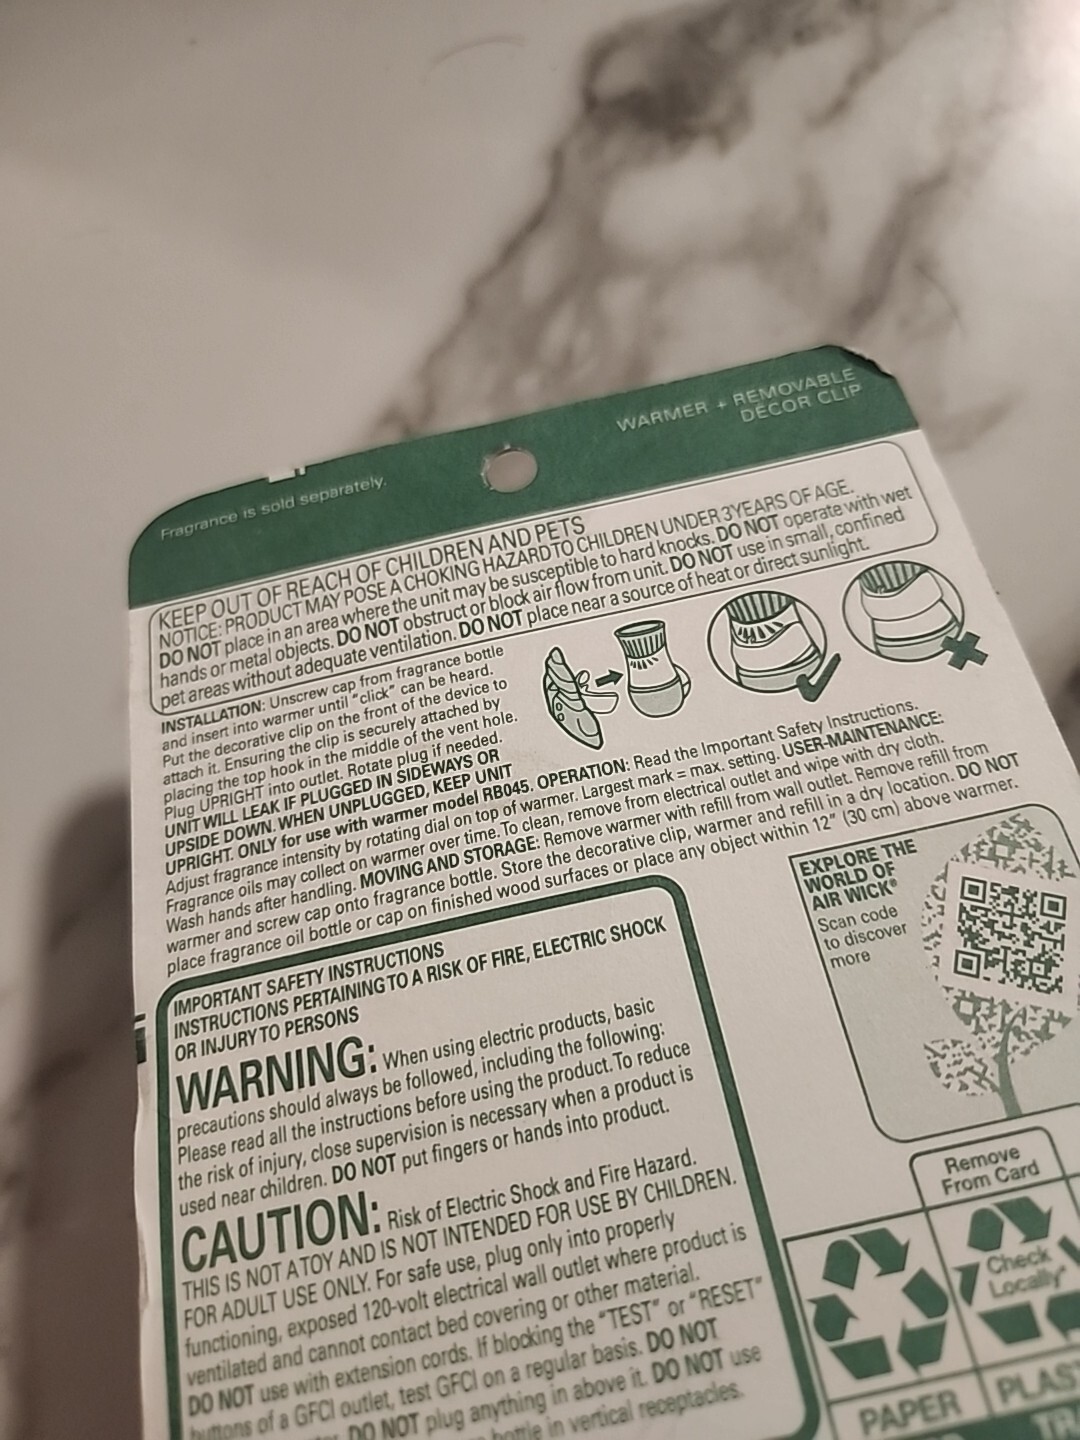 WARMER + REMOVABLE
DÉCOR CLIP
Fragrance is sold separately.
KEEP OUT OF REACH OF CHILDREN AND PETS
NOTICE: PRODUCT MAY POSE A CHOKING HAZARD TO CHILDREN UNDER 3 YEARS OF AGE.
DO NOT place in an area where the unit may be susceptible to hard knocks. DO NOT operate with wet
hands or metal objects. DO NOT obstruct or block air flow from unit. DO NOT use in small, confined
pet areas without adequate ventilation. DO NOT place near a source of heat or direct sunlight.
INSTALLATION: Unscrew cap from fragrance bottle
and insert into warmer until "click" can be heard.
Put the decorative clip on the front of the device to
attach it. Ensuring the clip is securely attached by
placing the top hook in the middle of the vent hole.
Plug UPRIGHT into outlet. Rotate plug if needed.
UNIT WILL LEAK IF PLUGGED IN SIDEWAYS OR
UPSIDE DOWN. WHEN UNPLUGGED, KEEP UNIT
UPRIGHT. ONLY for use with warmer model RB045. OPERATION: Read the Important Safety Instructions.
Adjust fragrance intensity by rotating dial on top of warmer. Largest mark = max. setting. USER-MAINTENANCE:
Fragrance oils may collect on warmer over time. To clean, remove from electrical outlet and wipe with dry cloth.
Wash hands after handling. MOVING AND STORAGE: Remove warmer with refill from wall outlet. Remove refill from
warmer and screw cap onto fragrance bottle. Store the decorative clip, warmer and refill in a dry location. DO NOT
place fragrance oil bottle or cap on finished wood surfaces or place any object within 12" (30 cm) above warmer.
IMPORTANT SAFETY INSTRUCTIONS
INSTRUCTIONS PERTAINING TO A RISK OF FIRE, ELECTRIC SHOCK
OR INJURY TO PERSONS
WARNING: When using electric products, basic
precautions should always be followed, including the following:
Please read all the instructions before using the product. To reduce
the risk of injury, close supervision is necessary when a product is
used near children. DO NOT put fingers or hands into product.
CAUTION: Risk of Electric Shock and Fire Hazard.
THIS IS NOT A TOY AND IS NOT INTENDED FOR USE BY CHILDREN.
FOR ADULT USE ONLY. For safe use, plug only into properly
functioning, exposed 120-volt electrical wall outlet where product is
ventilated and cannot contact bed covering or other material.
DO NOT use with extension cords. If blocking the "TEST" or "RESET"
buttons of a GFCI outlet, test GFCI on a regular basis. DO NOT
DO NOT plug anything in above it. DO NOT use
bottle in vertical receptacles.
EXPLORE THE
WORLD OF
AIR WICK®
Scan code
to discover
more
Remove
From Card
Check
Locally*
PAPER